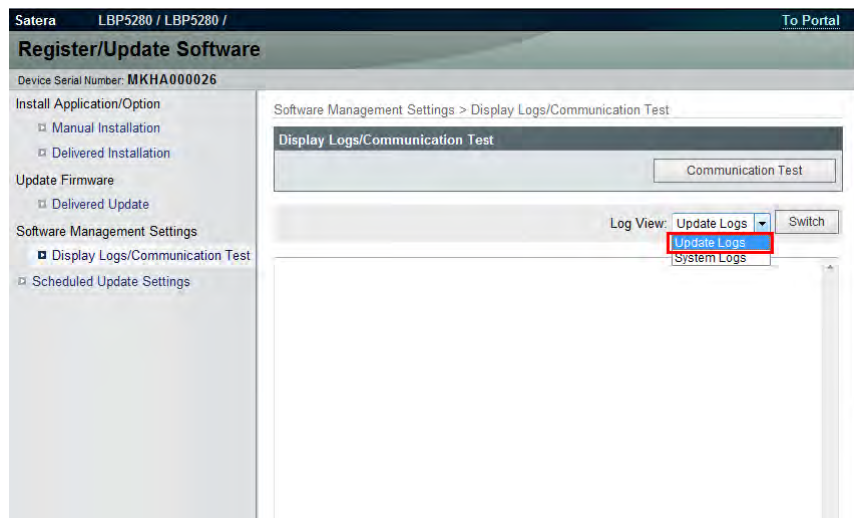 Satera LBP5280 / LBP5280 / To Portal
Register/Update Software
Device Serial Number: MKHA000026
Install Application/Option
Manual Installation
Delivered Installation
Update Firmware
Delivered Update
Software Management Settings
Display Logs/Communication Test
Scheduled Update Settings
Software Management Settings > Display Logs/Communication Test
Display Logs/Communication Test
Communication Test
Log View: Update Logs Switch
Update Logs
System Logs